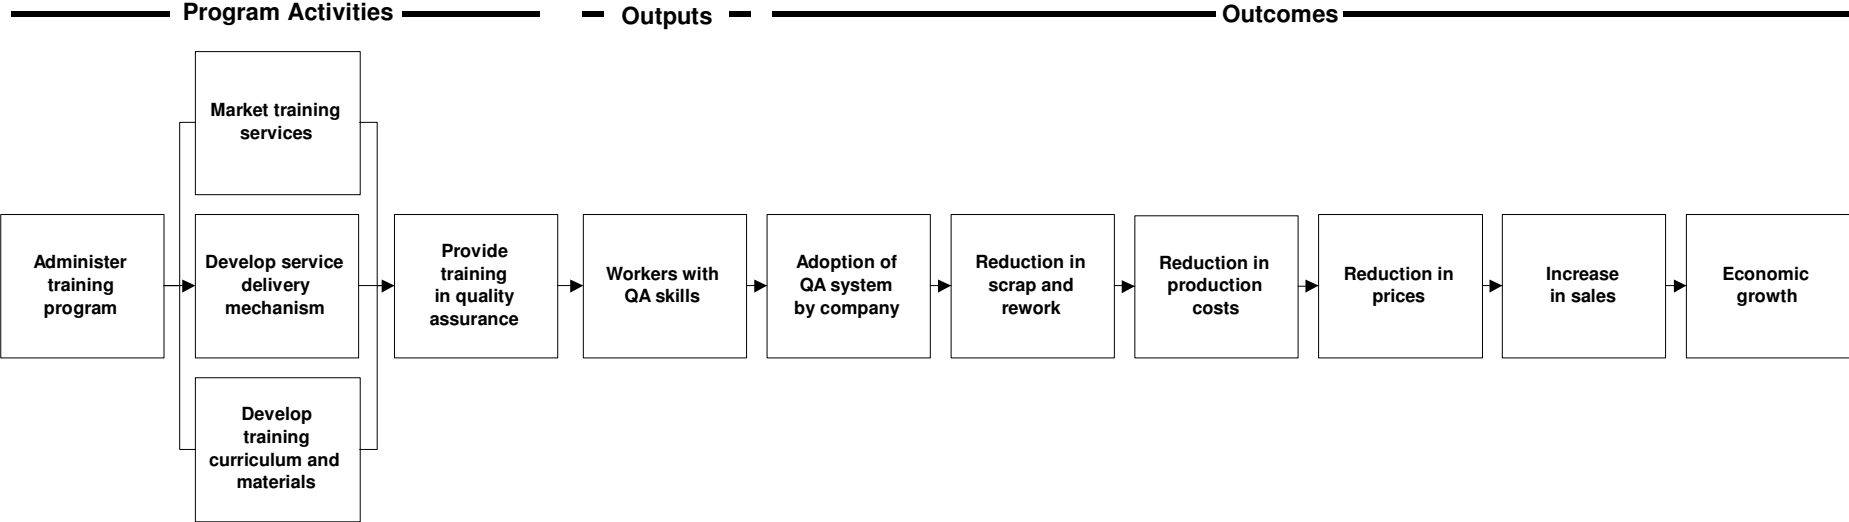 Program Activities
Outputs
Outcomes
Market training
services
Administer
training
program
Develop service
delivery
mechanism
Develop
training
curriculum and
materials
Provide
training
in quality
assurance
Workers with
QA skills
Adoption of
QA system
by company
Reduction in
scrap and
rework
Reduction in
production
costs
Reduction in
prices
Increase
in sales
Economic
growth